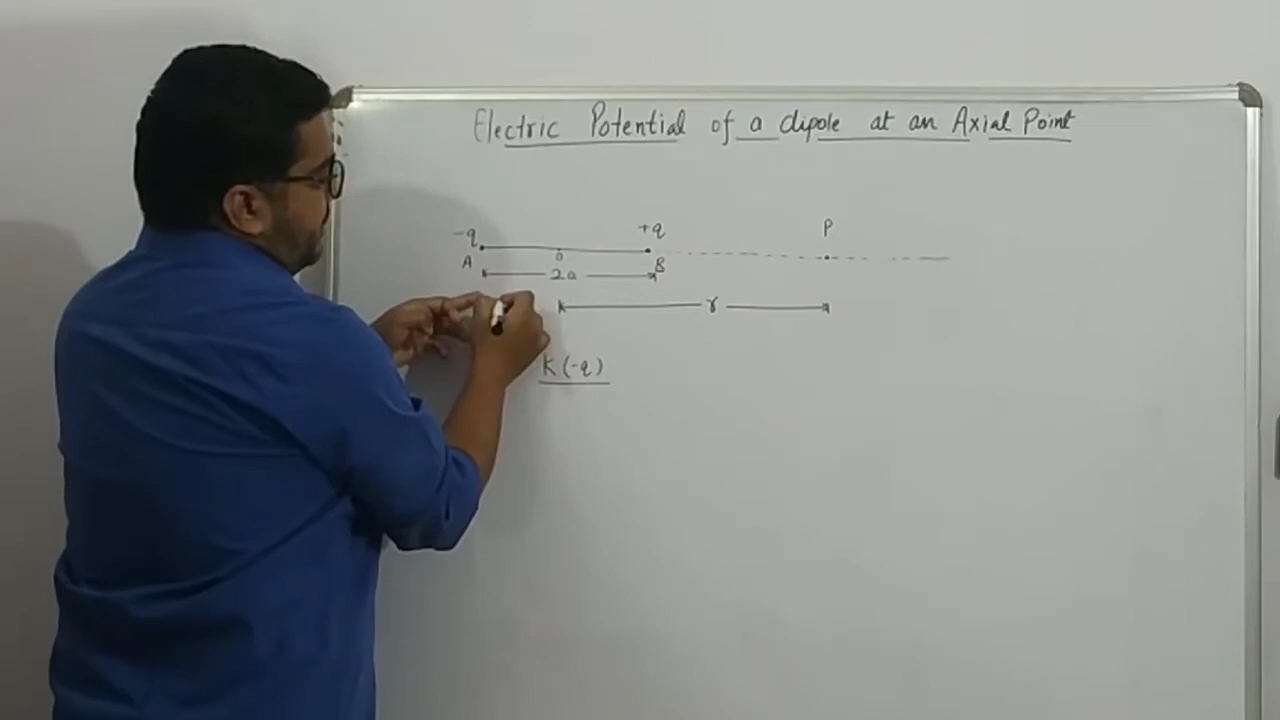 Electric Potential of a dipole at an Axial Point
-q +q P
A o B
2a
r
K(-q)